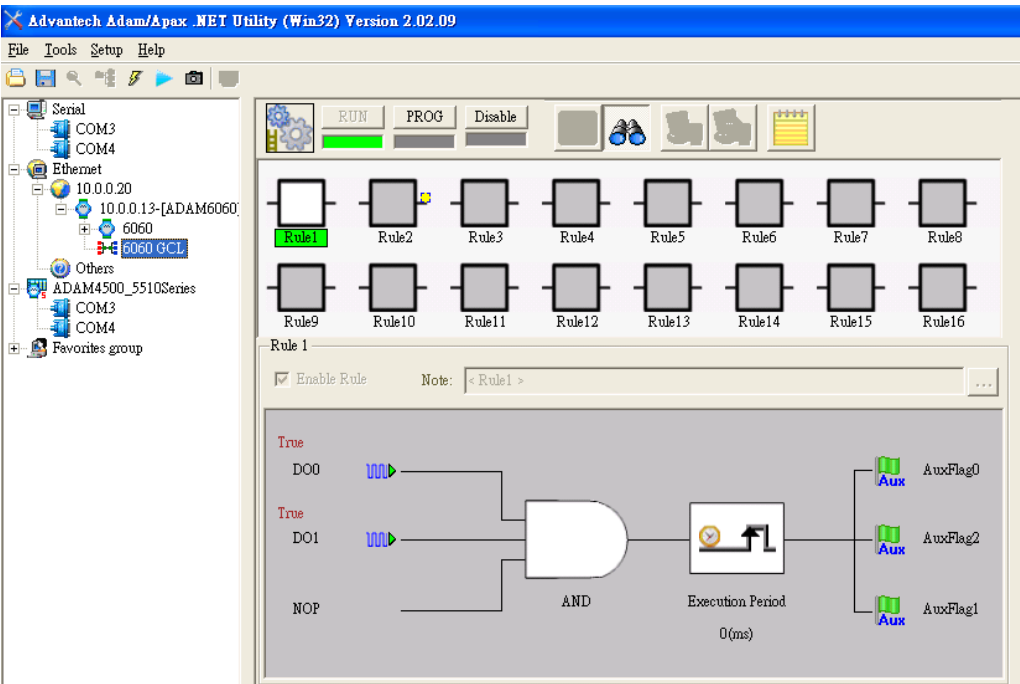 Advantech Adam/Apax .NET Utility (Win32) Version 2.02.09
File Tools Setup Help
Serial
COM3
COM4
Ethernet
10.0.0.20
10.0.0.13-[ADAM6060]
6060
6060 GCL
Others
ADAM4500_5510Series
COM3
COM4
Favorites group
RUN PROG Disable
Rule1 Rule2 Rule3 Rule4 Rule5 Rule6 Rule7 Rule8
Rule9 Rule10 Rule11 Rule12 Rule13 Rule14 Rule15 Rule16
Rule 1
Enable Rule Note: < Rule1 > ...
True
DO0
True
DO1
NOP
AND
Execution Period
0(ms)
Aux AuxFlag0
Aux AuxFlag2
Aux AuxFlag1